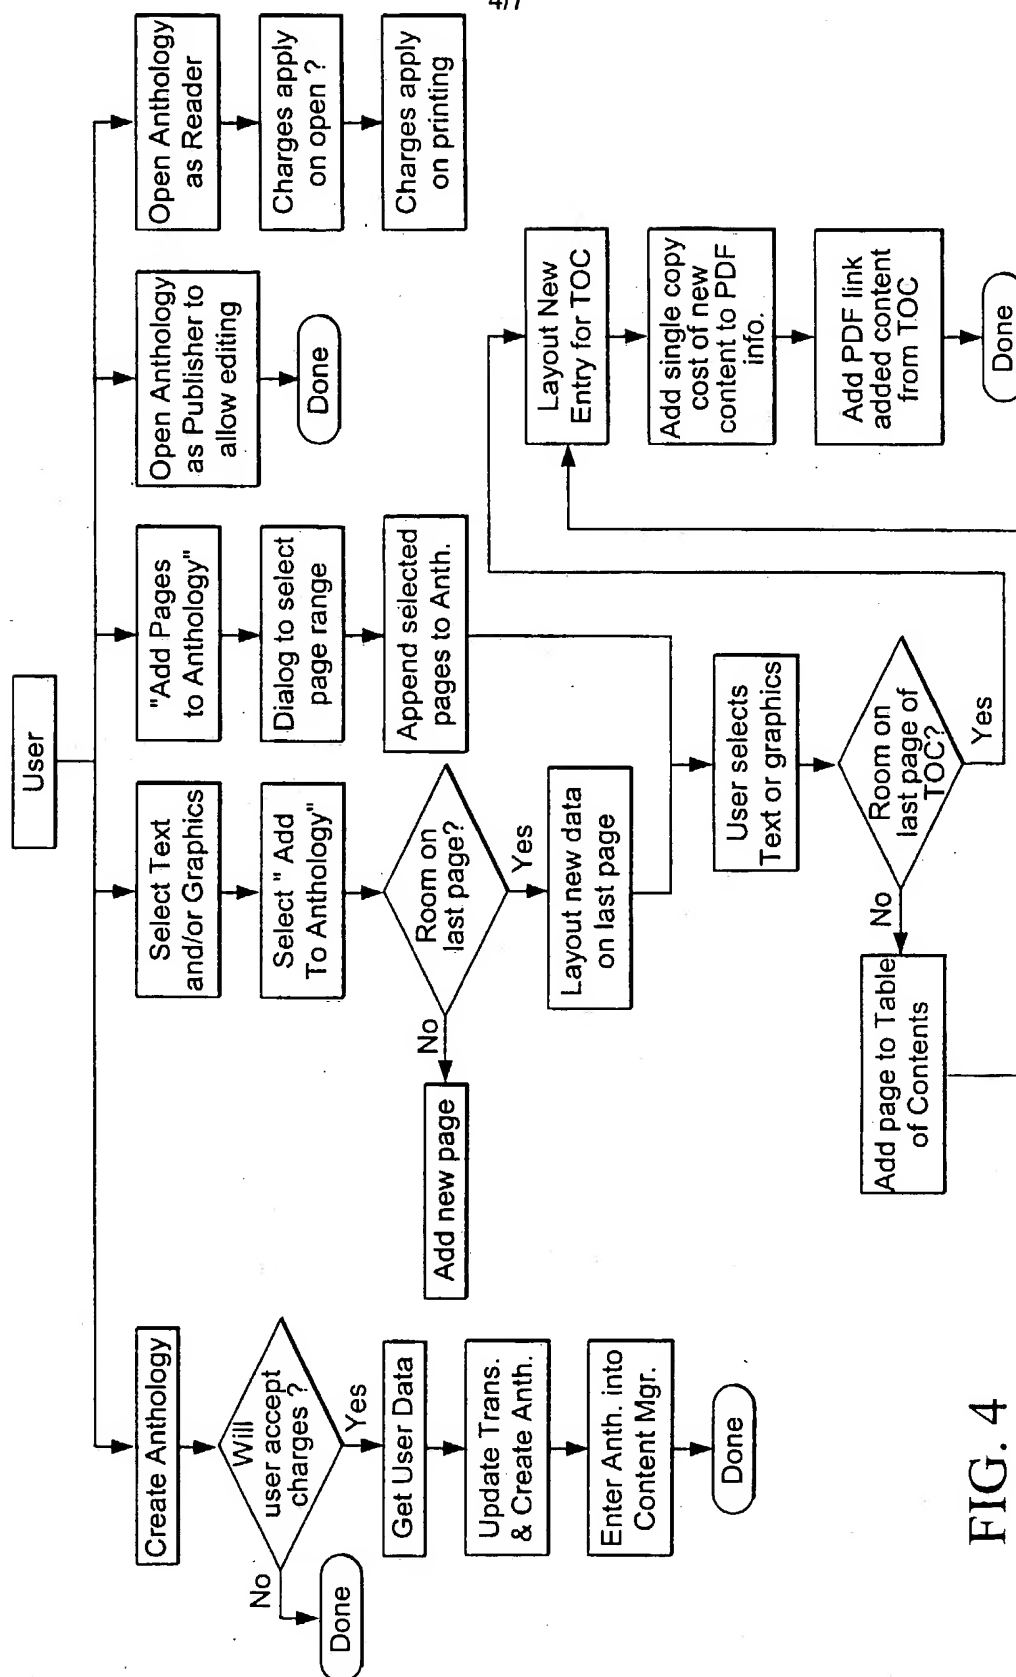 4/7
User
Create Anthology
Will
user accept
charges ?
No
Done
Yes
Get User Data
Update Trans.
& Create Anth.
Enter Anth. into
Content Mgr.
Done
Select Text
and/or Graphics
Select " Add
To Anthology"
Room on
last page?
No
Add new page
Yes
Layout new data
on last page
"Add Pages
to Anthology"
Dialog to select
page range
Append selected
pages to Anth.
User selects
Text or graphics
Room on
last page of
TOC?
No
Add page to Table
of Contents
Yes
Layout New
Entry for TOC
Add single copy
cost of new
content to PDF
info.
Add PDF link
added content
from TOC
Done
Open Anthology
as Publisher to
allow editing
Done
Open Anthology
as Reader
Charges apply
on open ?
Charges apply
on printing
FIG. 4